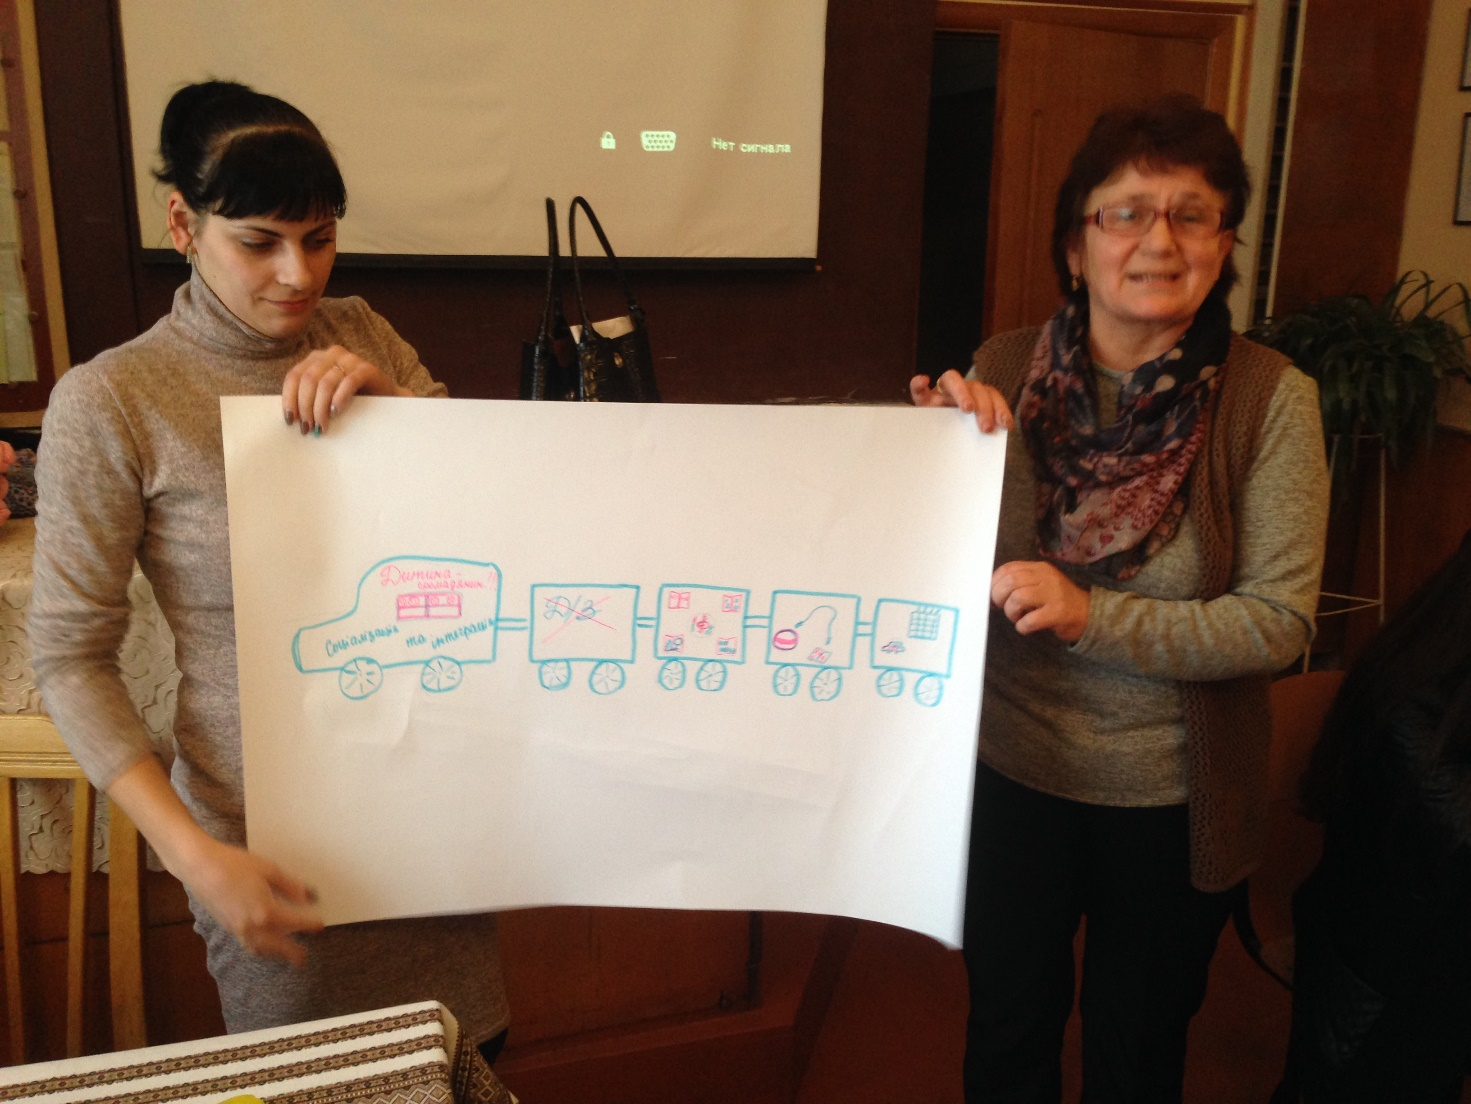 Нет сигнала
Дитина -
громадянин!!
Соціалізація та інтеграція
Д/З